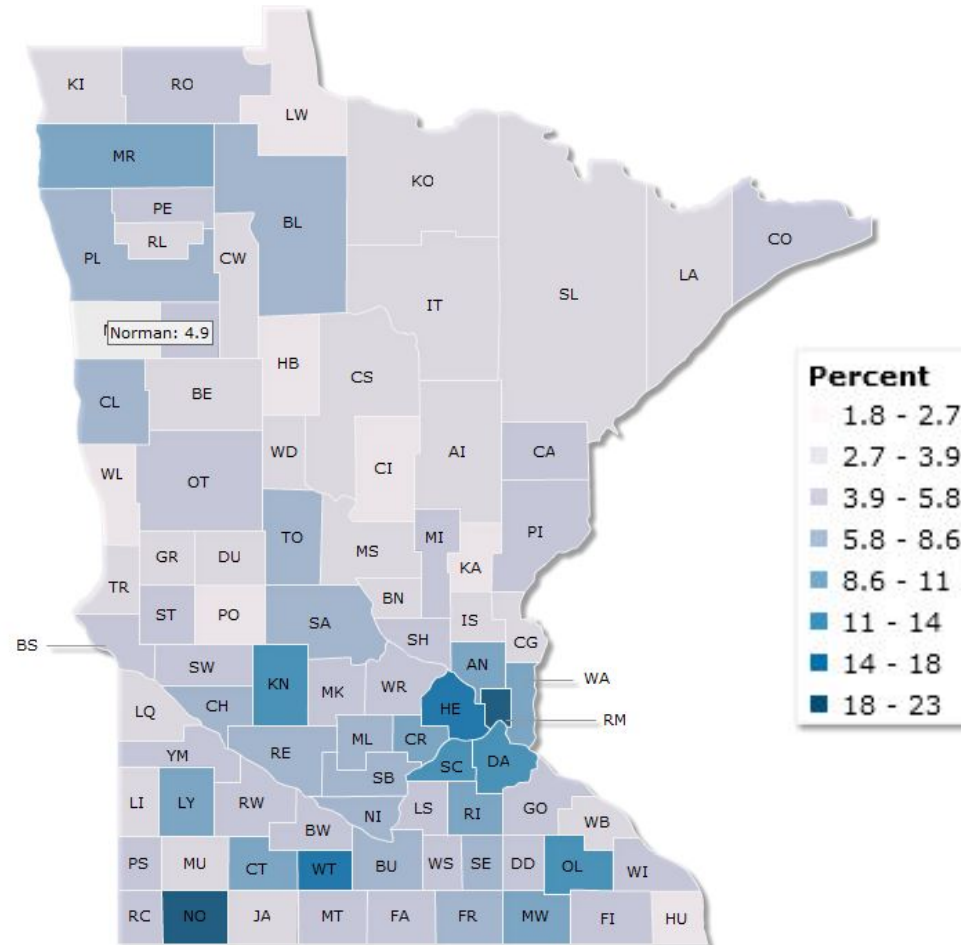 KI
RO
LW
MR
KO
PE
BL
RL
CO
PL
CW
LA
IT
SL
Norman: 4.9
HB
CS
CL
BE
WD
AI
CA
WL
CI
OT
TO
MI
PI
MS
GR
DU
KA
TR
BN
ST
PO
IS
SA
SH
CG
BS
AN
SW
WA
KN
MK
WR
HE
CH
LQ
RM
ML
CR
YM
RE
SC
DA
SB
LI
LY
RW
NI
LS
RI
GO
WB
BW
PS
MU
CT
WT
BU
WS
SE
DD
OL
WI
RC
NO
JA
MT
FA
FR
MW
FI
HU
Percent
1.8 - 2.7
2.7 - 3.9
3.9 - 5.8
5.8 - 8.6
8.6 - 11
11 - 14
14 - 18
18 - 23